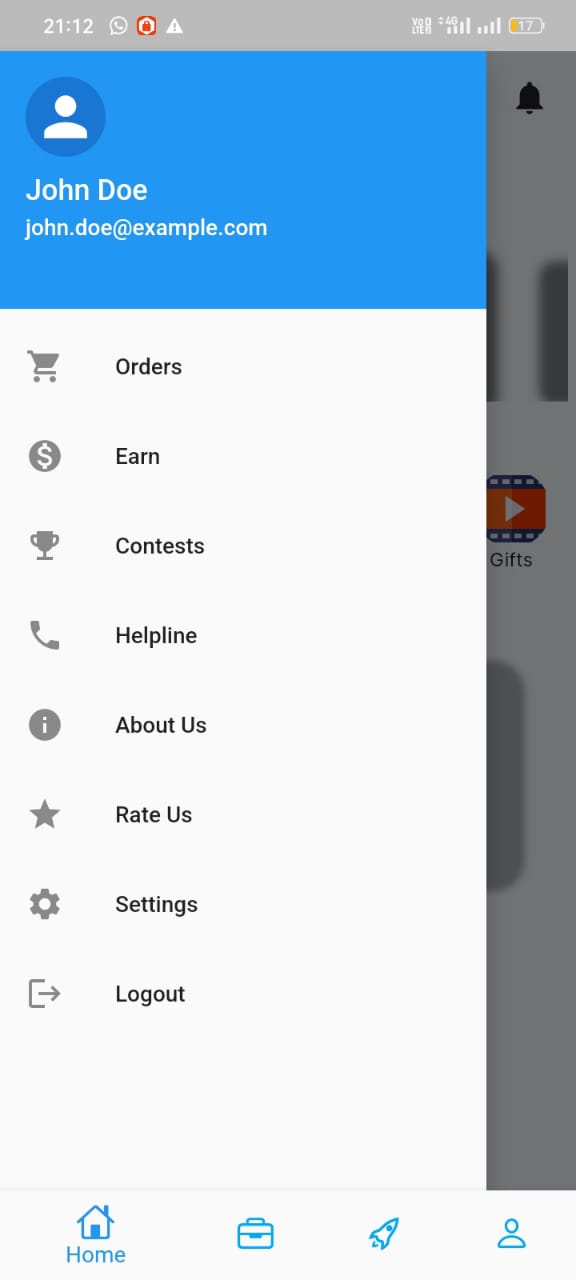 21:12 Vo LTE 4G 17
John Doe
john.doe@example.com
Orders
Earn
Contests
Gifts
Helpline
About Us
Rate Us
Settings
Logout
Home